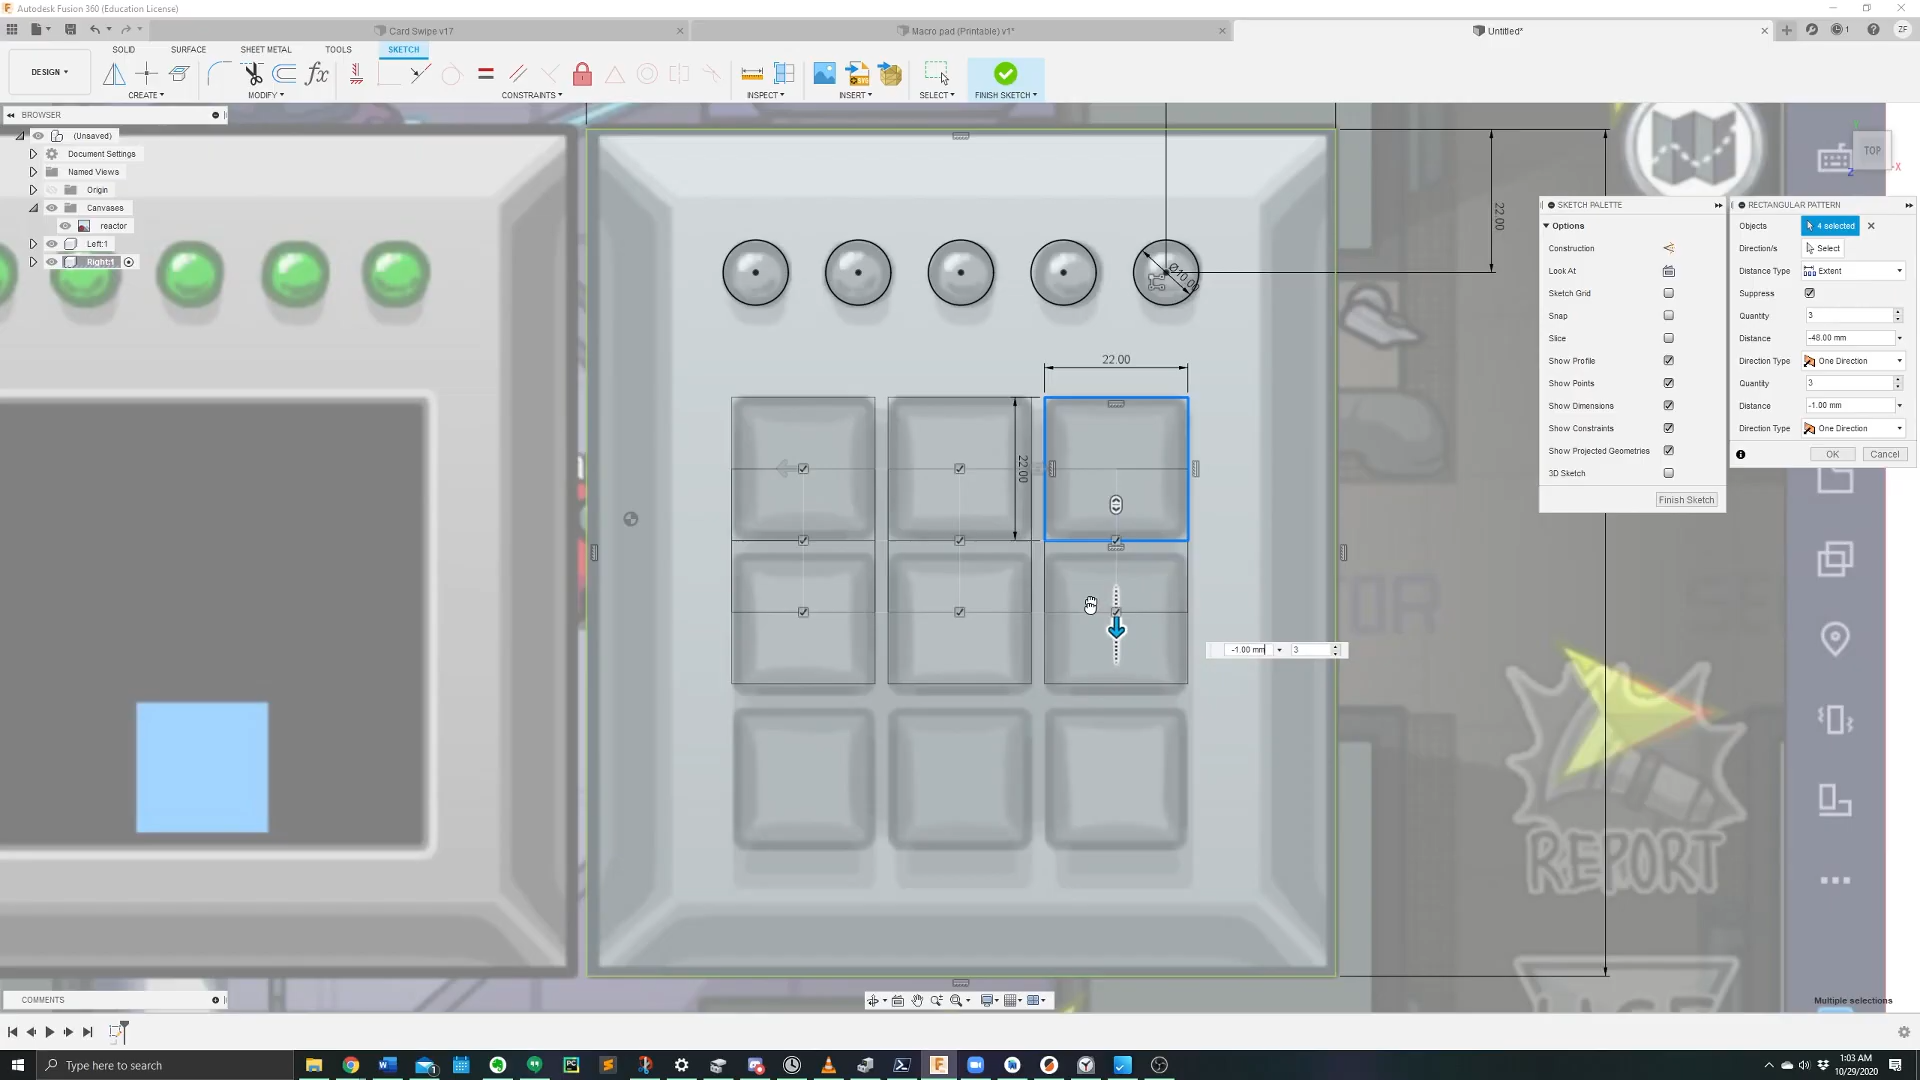 Autodesk Fusion 360 (Education License)
Card Swipe v17
Macro pad (Printable) v1*
Untitled*
1
ZF
DESIGN
SOLID
SURFACE
SHEET METAL
TOOLS
SKETCH
CREATE
MODIFY
CONSTRAINTS
INSPECT
INSERT
SELECT
FINISH SKETCH
BROWSER
(Unsaved)
Document Settings
Named Views
Origin
Canvases
reactor
Left:1
Right:1
TOP
X
Z
22.00
Ø10.00
22.00
22.00
-1.00 mm
3
SKETCH PALETTE
Options
Construction
Look At
Sketch Grid
Snap
Slice
Show Profile
Show Points
Show Dimensions
Show Constraints
Show Projected Geometries
3D Sketch
Finish Sketch
RECTANGULAR PATTERN
Objects
4 selected
Direction/s
Select
Distance Type
Extent
Suppress
Quantity
3
Distance
-48.00 mm
Direction Type
One Direction
Quantity
3
Distance
-1.00 mm
Direction Type
One Direction
OK
Cancel
REPORT
COMMENTS
Multiple selections
Type here to search
1:03 AM
10/29/2020